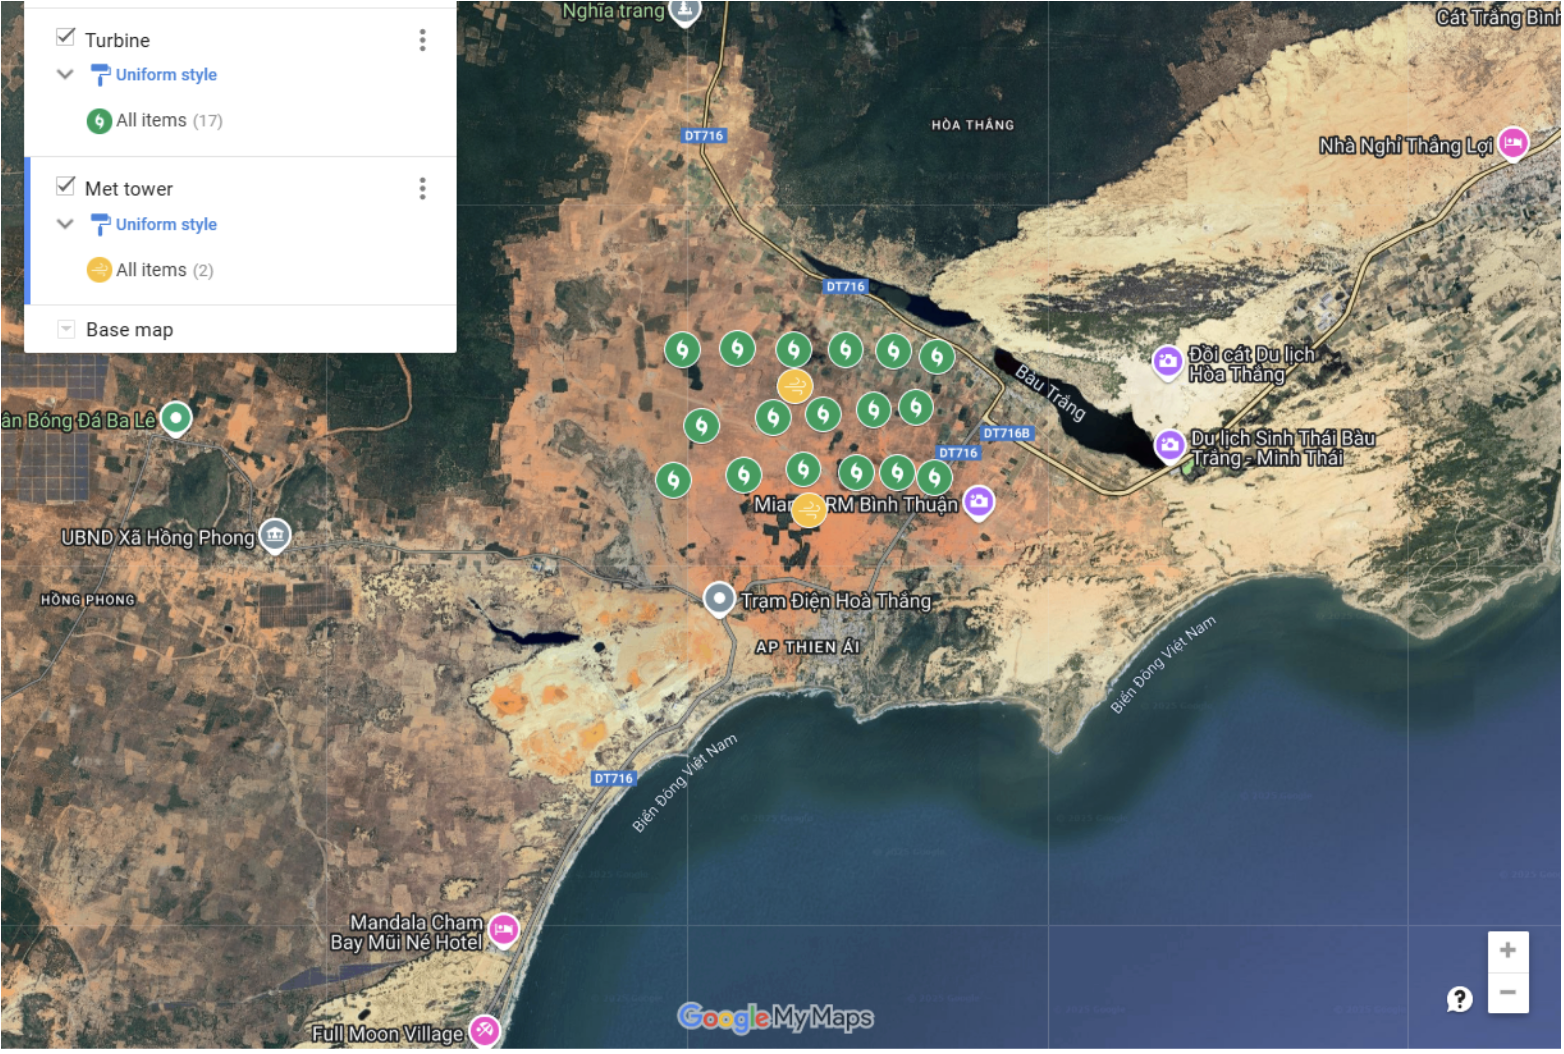 Turbine
Uniform style
All items (17)
Met tower
Uniform style
All items (2)
Base map
Nghĩa trang
Cát Trắng Bình
DT716
HÒA THẮNG
Nhà Nghỉ Thắng Lợi
DT716
Đồi cát Du lịch
Hòa Thắng
Bàu Trắng
ân Bóng Đá Ba Lê
DT716B
DT716
Du lịch Sinh Thái Bàu
Trắng - Minh Thái
RM Bình Thuận
UBND Xã Hồng Phong
HỒNG PHONG
Trạm Điện Hoà Thắng
AP THIEN ÁI
Biển Đông Việt Nam
Biển Đông Việt Nam
DT716
Mandala Cham
Bay Mũi Né Hotel
Full Moon Village
Google My Maps